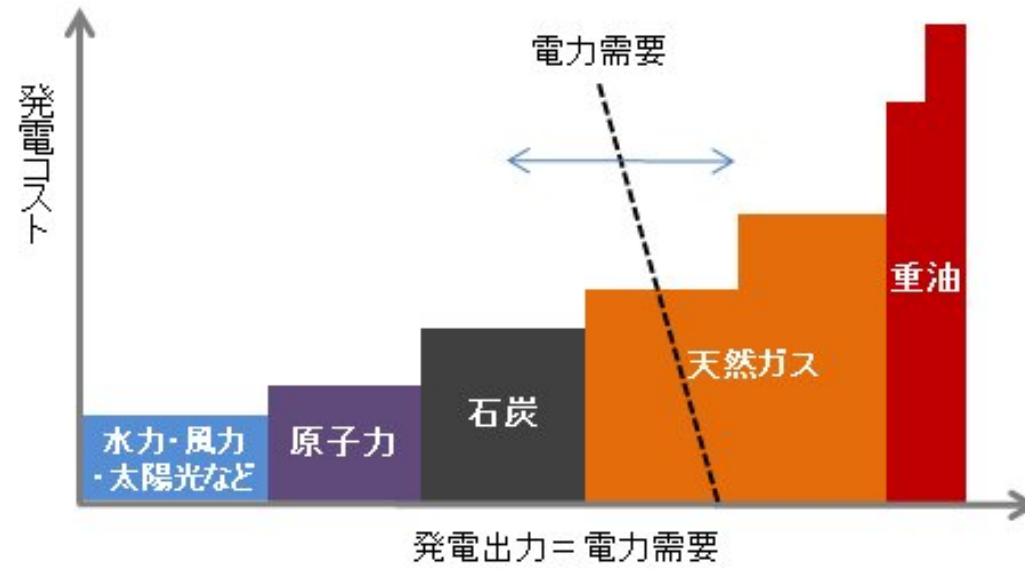 電力需要
発電コスト
重油
天然ガス
石炭
原子力
水力・風力
・太陽光など
発電出力＝電力需要